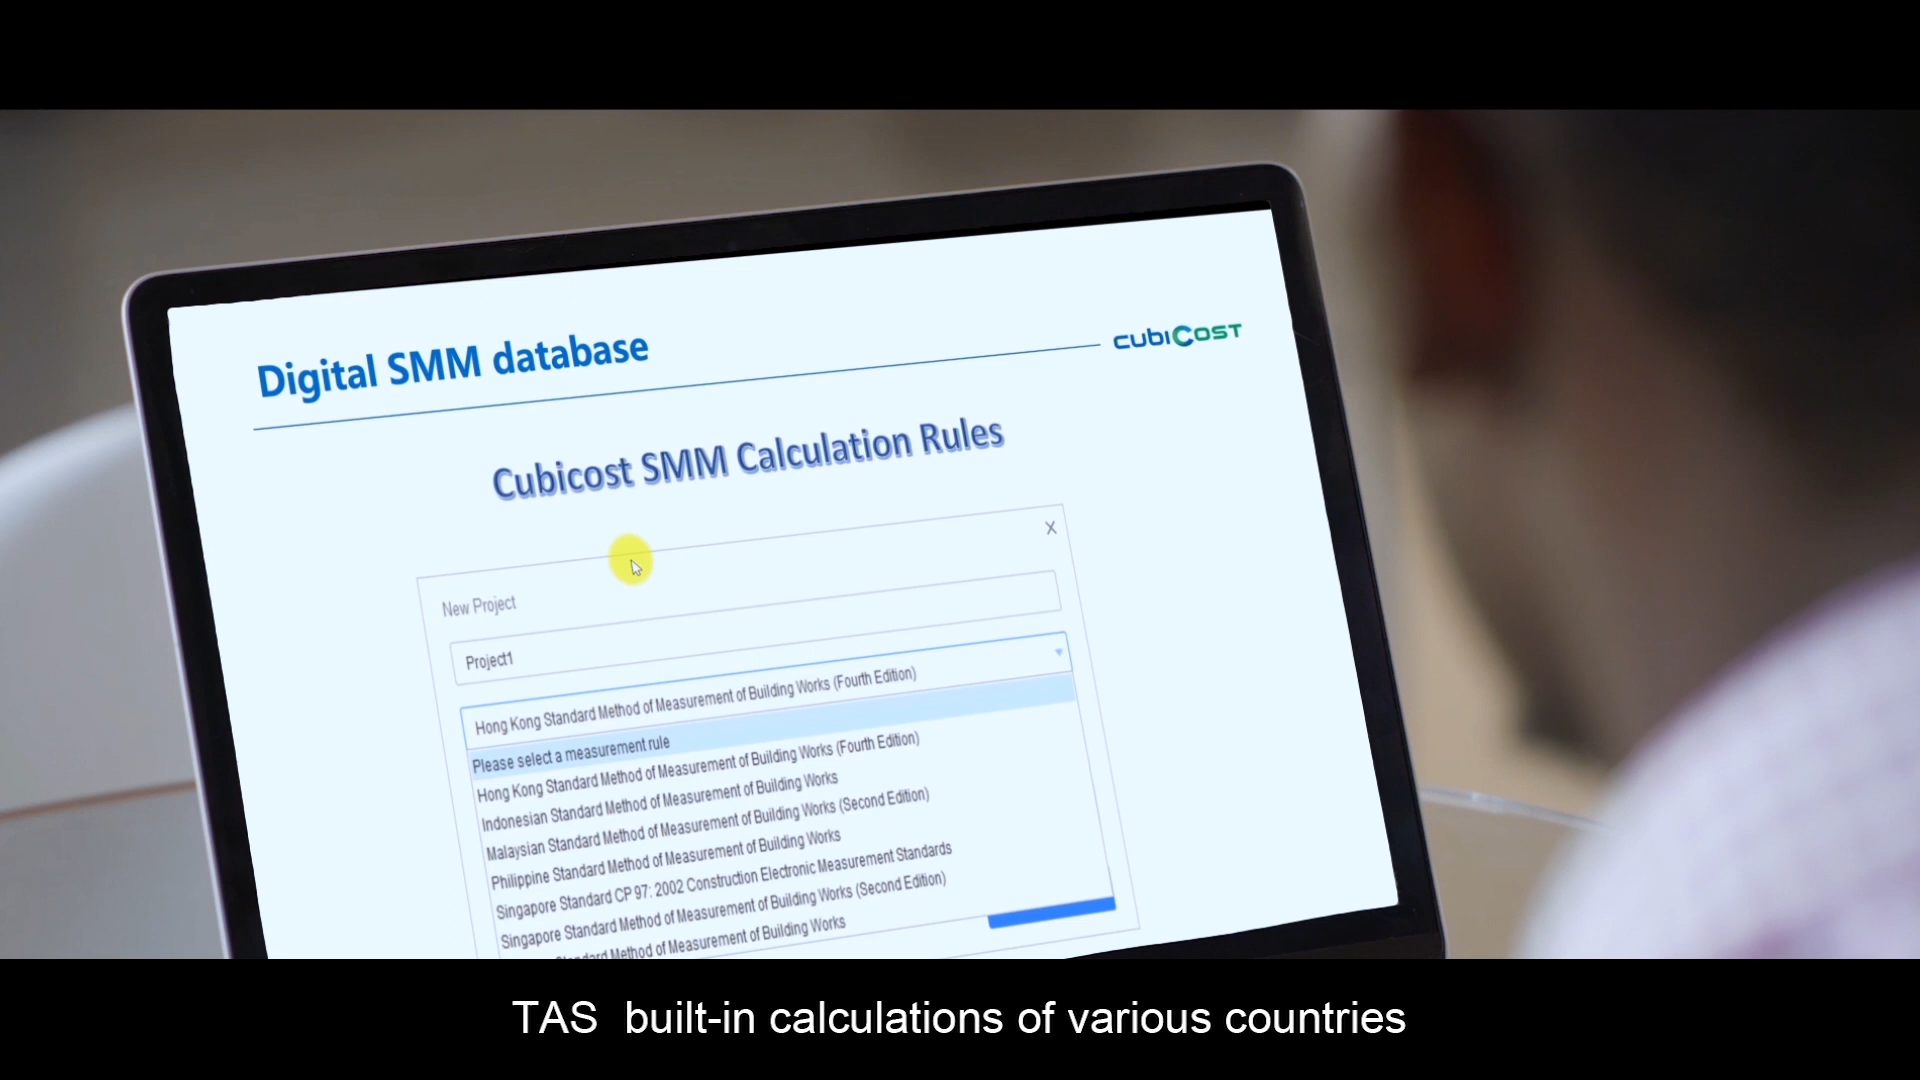 Digital SMM database
cubicost
Cubicost SMM Calculation Rules
X
New Project
Project1
Hong Kong Standard Method of Measurement of Building Works (Fourth Edition)
Please select a measurement rule
Hong Kong Standard Method of Measurement of Building Works (Fourth Edition)
Indonesian Standard Method of Measurement of Building Works
Malaysian Standard Method of Measurement of Building Works (Second Edition)
Philippine Standard Method of Measurement of Building Works
Singapore Standard CP 97: 2002 Construction Electronic Measurement Standards
Singapore Standard Method of Measurement of Building Works (Second Edition)
Standard Method of Measurement of Building Works
TAS built-in calculations of various countries